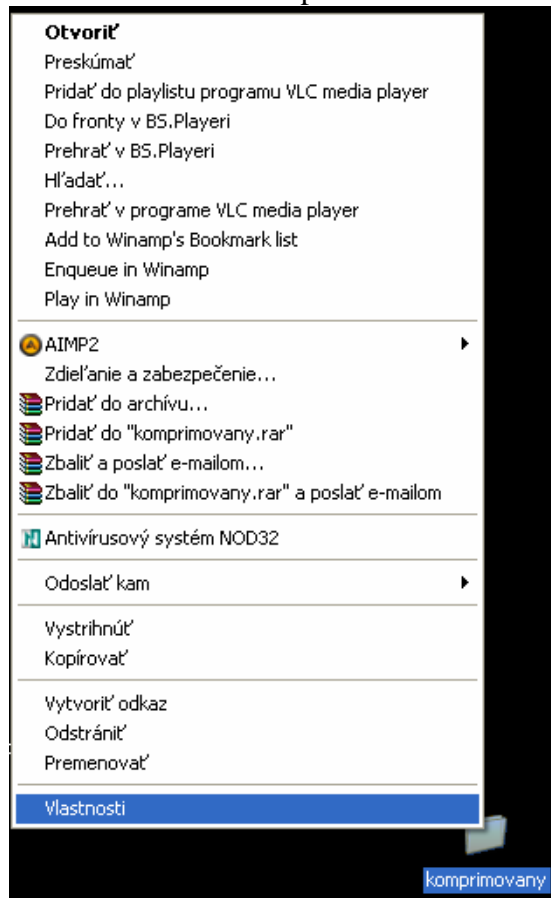 Otvoriť
Preskúmať
Pridať do playlistu programu VLC media player
Do fronty v BS.Playeri
Prehrať v BS.Playeri
Hľadať...
Prehrať v programe VLC media player
Add to Winamp's Bookmark list
Enqueue in Winamp
Play in Winamp
AIMP2
Zdieľanie a zabezpečenie...
Pridať do archívu...
Pridať do "komprimovany.rar"
Zbaliť a poslať e-mailom...
Zbaliť do "komprimovany.rar" a poslať e-mailom
Antivírusový systém NOD32
Odoslať kam
Vystrihnúť
Kopírovať
Vytvoriť odkaz
Odstrániť
Premenovať
Vlastnosti
komprimovany